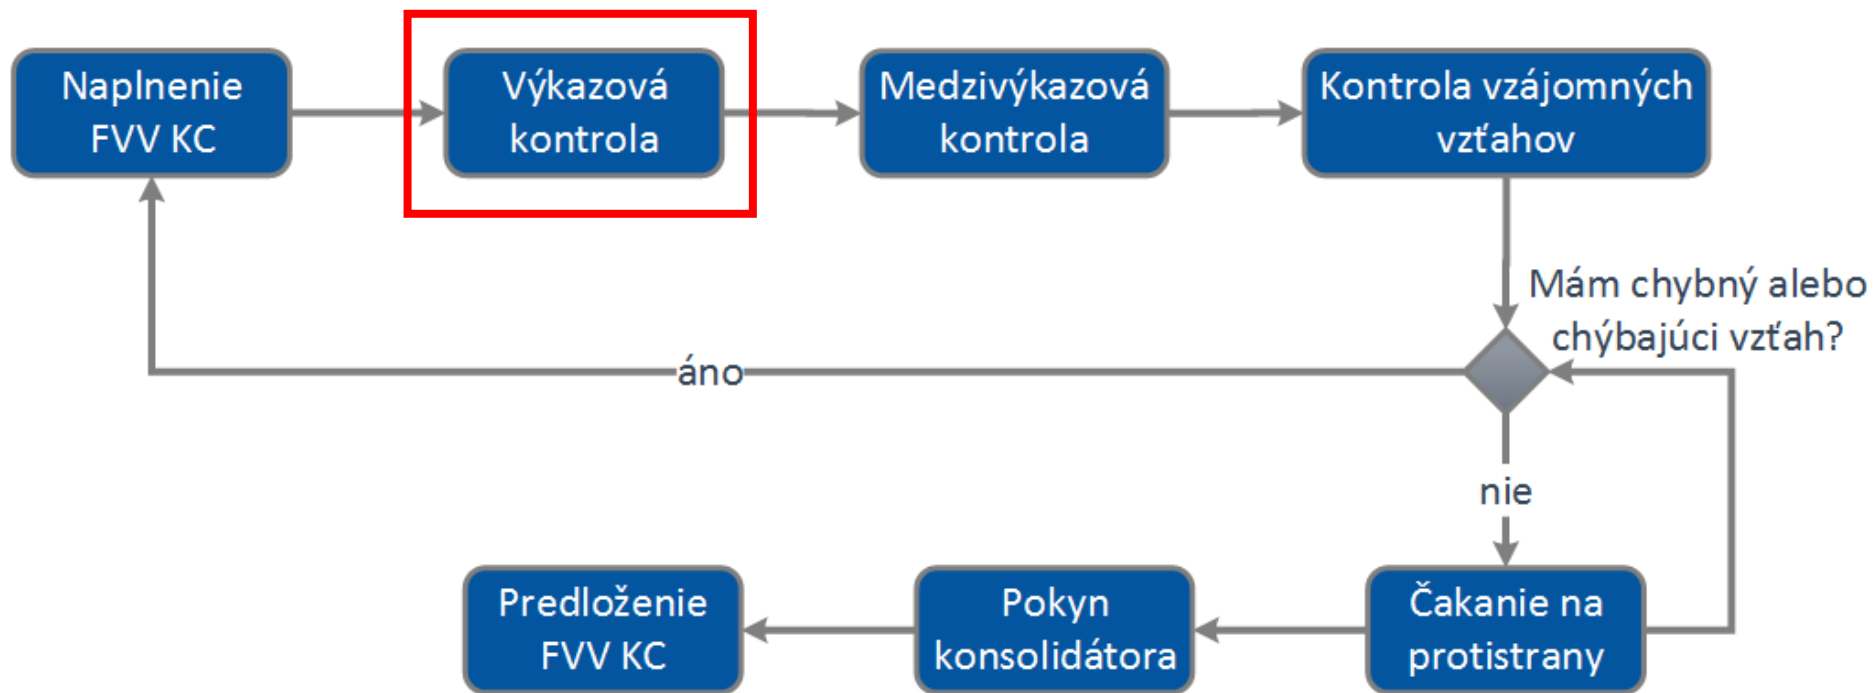 Naplnenie
FVV KC
Výkazová
kontrola
Medzivýkazová
kontrola
Kontrola vzájomných
vzťahov
Mám chybný alebo
chýbajúci vzťah?
áno
nie
Predloženie
FVV KC
Pokyn
konsolidátora
Čakanie na
protistrany